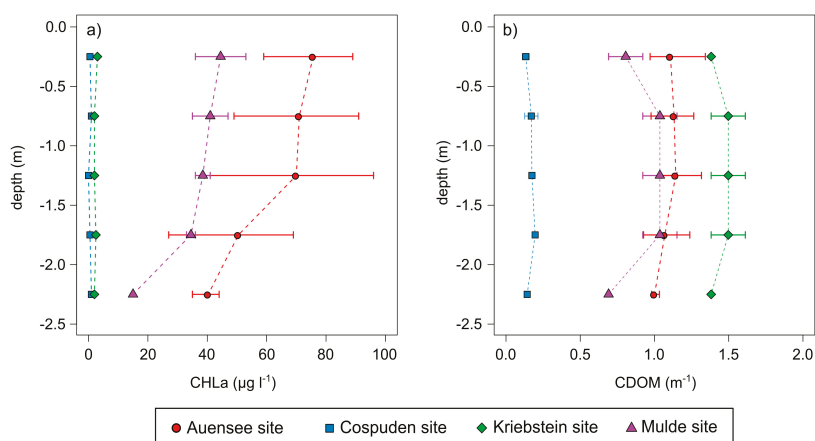 a)
0.0
-0.5
-1.0
-1.5
-2.0
-2.5
depth (m)
0 20 40 60 80 100
CHLa (µg l⁻¹)
b)
0.0
-0.5
-1.0
-1.5
-2.0
-2.5
depth (m)
0.0 0.5 1.0 1.5 2.0
CDOM (m⁻¹)
Auensee site Cospuden site Kriebstein site Mulde site